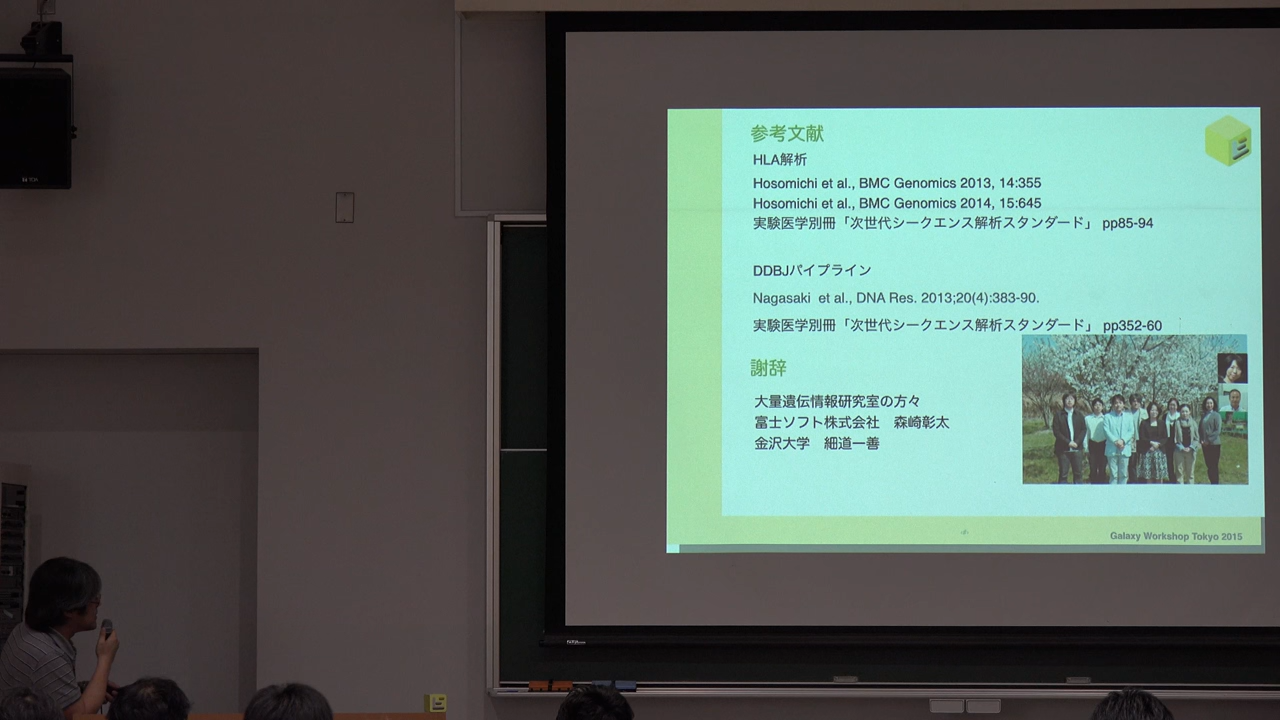 参考文献
HLA解析
Hosomichi et al., BMC Genomics 2013, 14:355
Hosomichi et al., BMC Genomics 2014, 15:645
実験医学別冊「次世代シークエンス解析スタンダード」 pp85-94
DDBJパイプライン
Nagasaki et al., DNA Res. 2013;20(4):383-90.
実験医学別冊「次世代シークエンス解析スタンダード」 pp352-60
謝辞
大量遺伝情報研究室の方々
富士ソフト株式会社 森崎彰太
金沢大学 細道一善
Galaxy Workshop Tokyo 2015